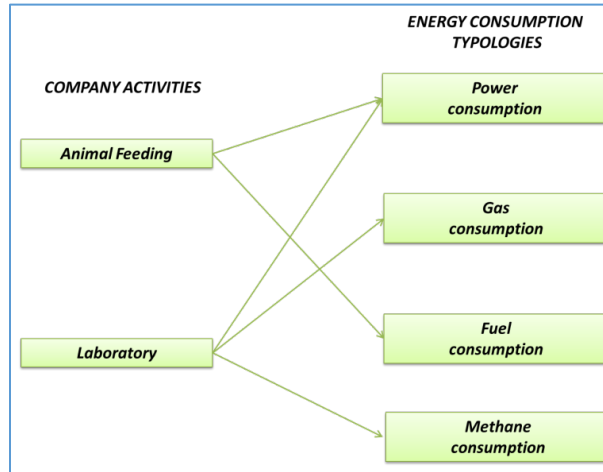 ENERGY CONSUMPTION
TYPOLOGIES
COMPANY ACTIVITIES
Power
consumption
Animal Feeding
Gas
consumption
Fuel
consumption
Laboratory
Methane
consumption